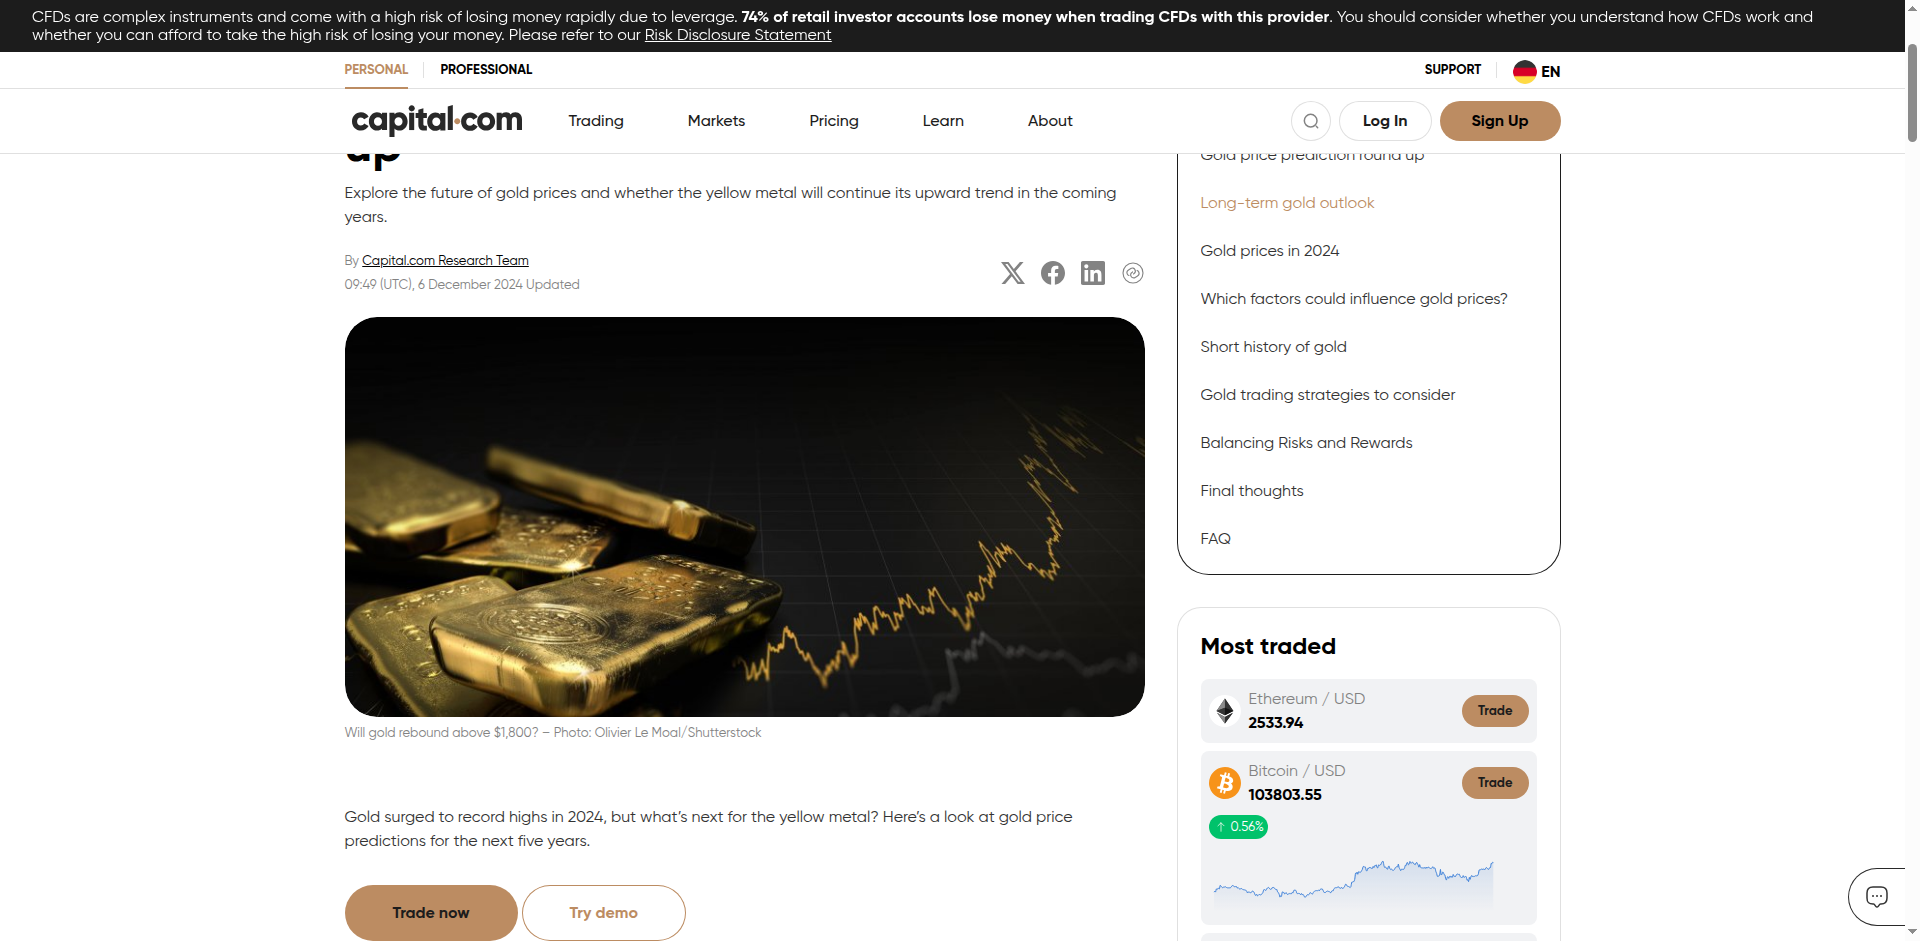 CFDs are complex instruments and come with a high risk of losing money rapidly due to leverage. 74% of retail investor accounts lose money when trading CFDs with this provider. You should consider whether you understand how CFDs work and
whether you can afford to take the high risk of losing your money. Please refer to our Risk Disclosure Statement
PERSONAL
PROFESSIONAL
SUPPORT
EN
capital.com
Trading
Markets
Pricing
Learn
About
Log In
Sign Up
up
Explore the future of gold prices and whether the yellow metal will continue its upward trend in the coming
years.
By Capital.com Research Team
09:49 (UTC), 6 December 2024 Updated
Will gold rebound above $1,800? – Photo: Olivier Le Moal/Shutterstock
Gold surged to record highs in 2024, but what’s next for the yellow metal? Here’s a look at gold price
predictions for the next five years.
Trade now
Try demo
Gold price prediction round up
Long-term gold outlook
Gold prices in 2024
Which factors could influence gold prices?
Short history of gold
Gold trading strategies to consider
Balancing Risks and Rewards
Final thoughts
FAQ
Most traded
Ethereum / USD
2533.94
Trade
Bitcoin / USD
103803.55
Trade
↑ 0.56%